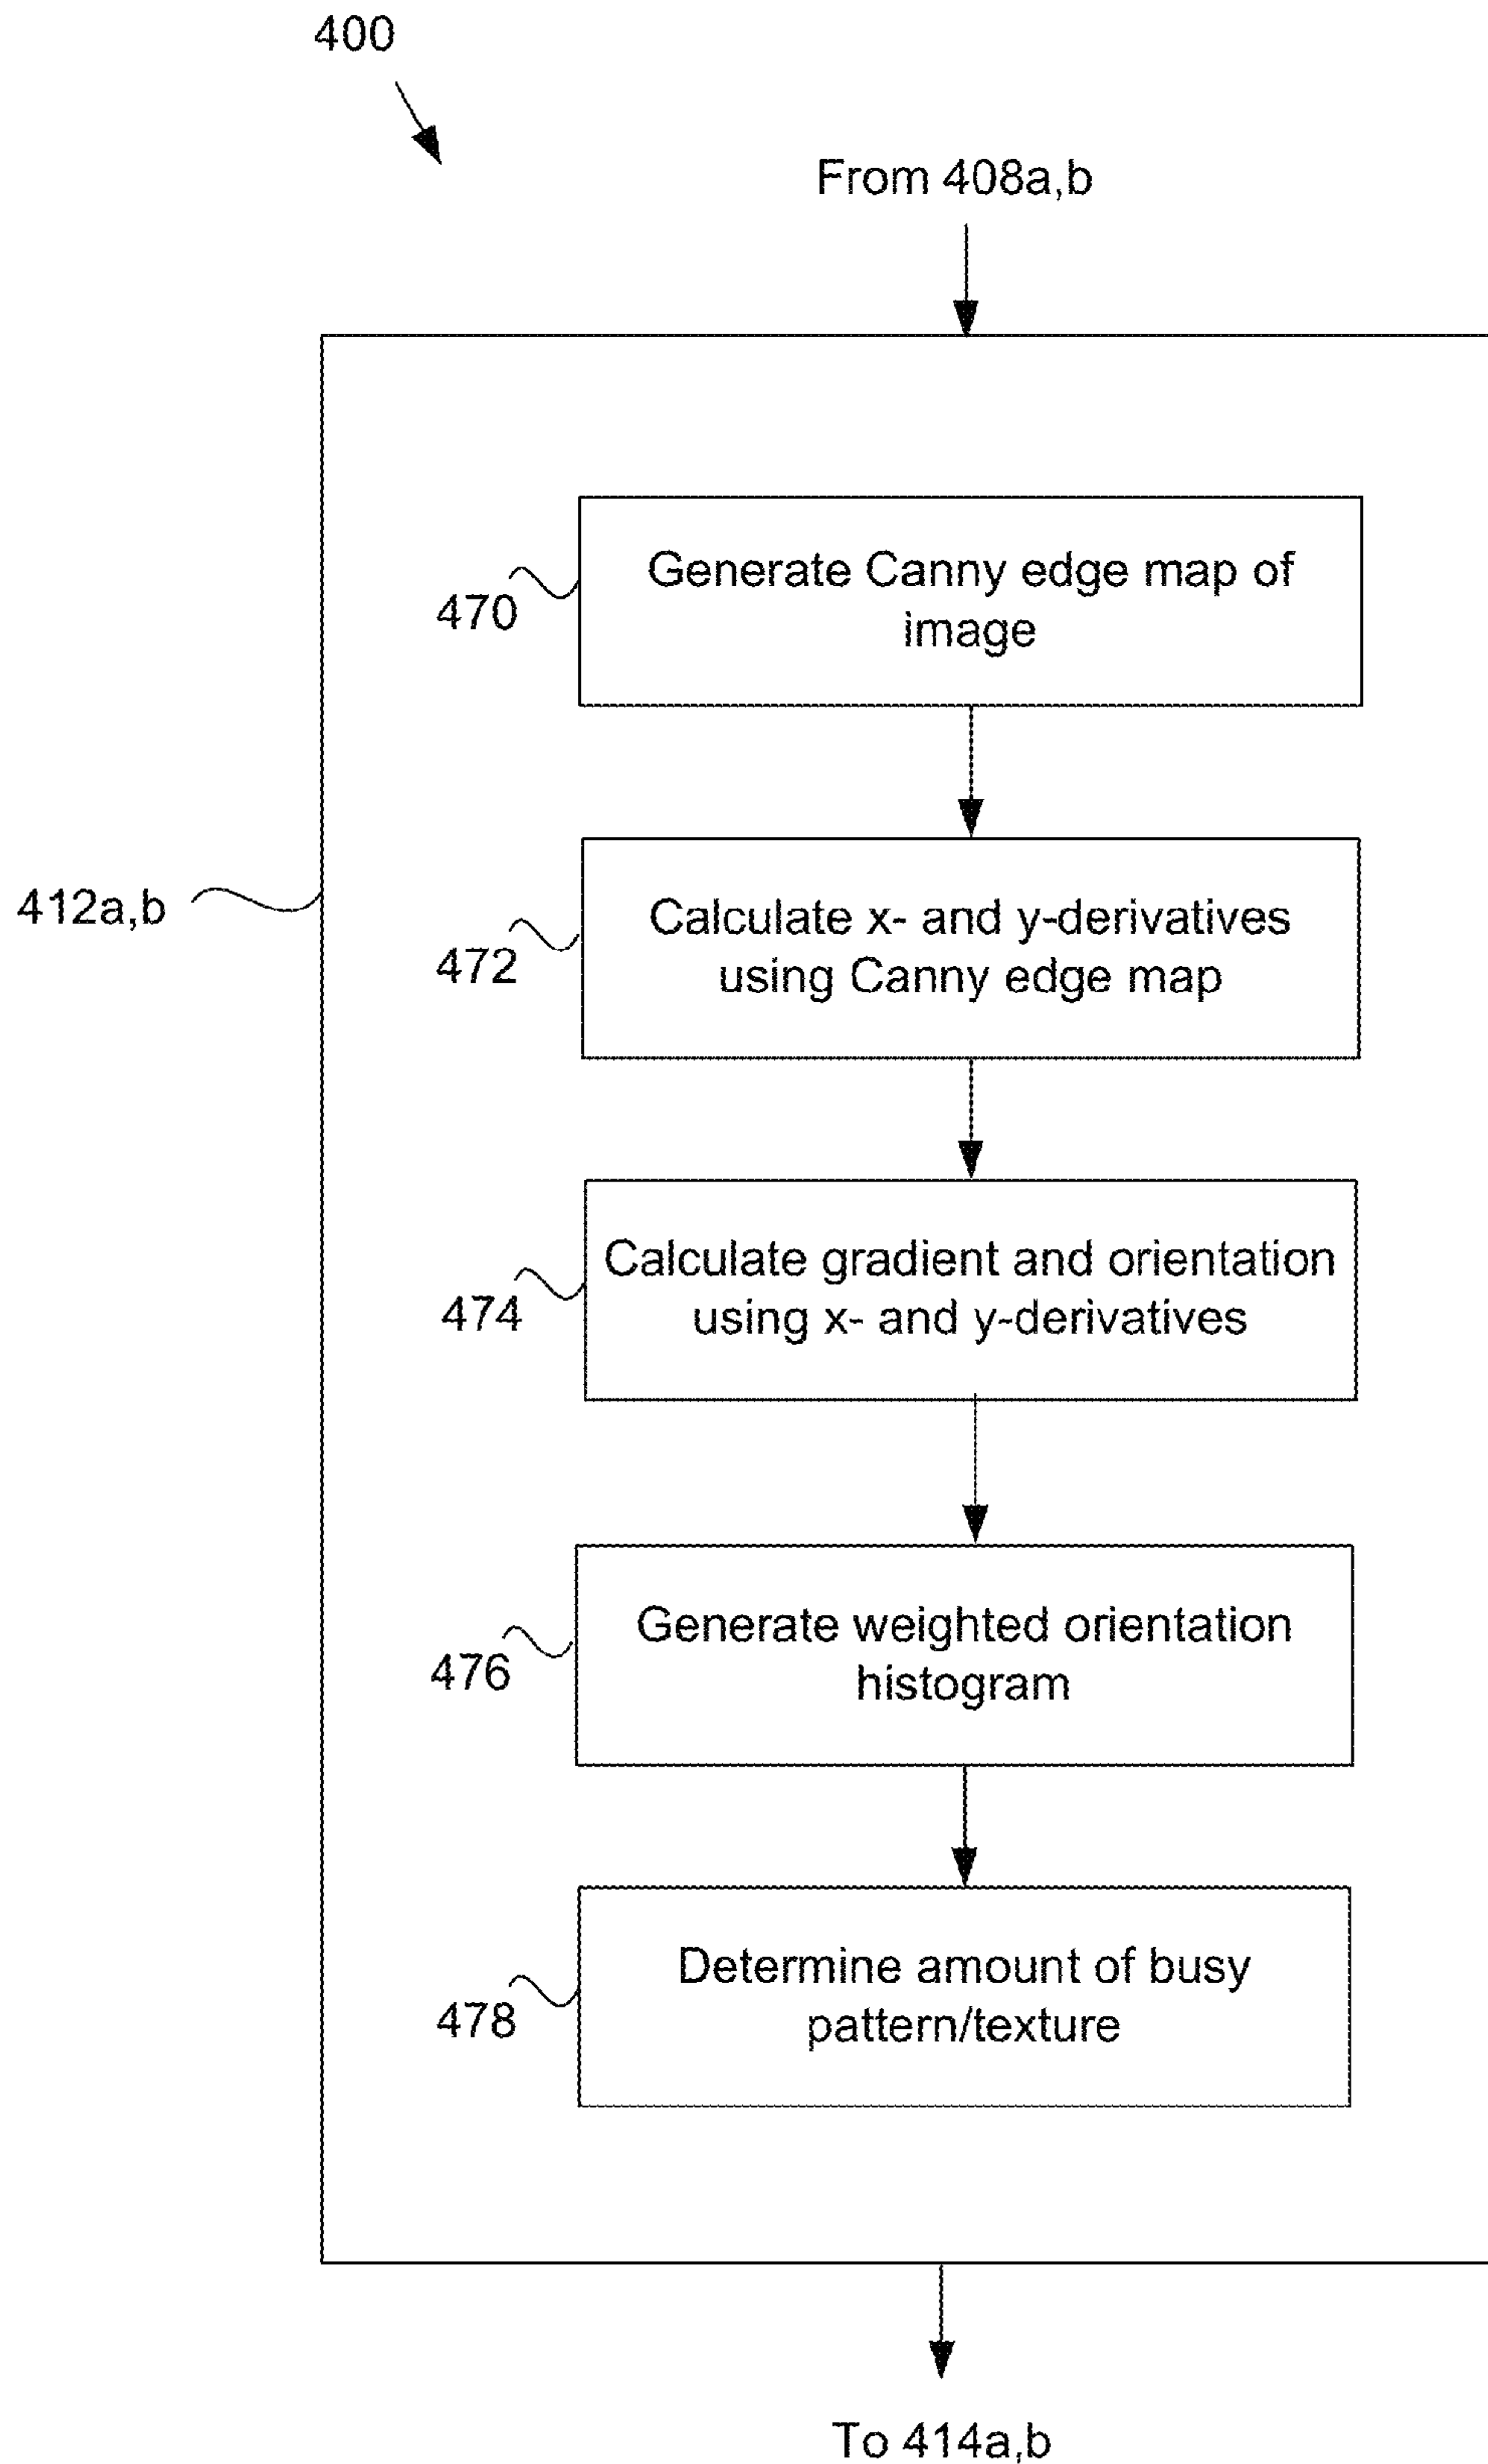 400
From 408a,b
Generate Canny edge map of
image
470
412a,b
Calculate x- and y-derivatives
using Canny edge map
472
Calculate gradient and orientation
using x- and y-derivatives
474
Generate weighted orientation
histogram
476
Determine amount of busy
pattern/texture
478
To 414a,b